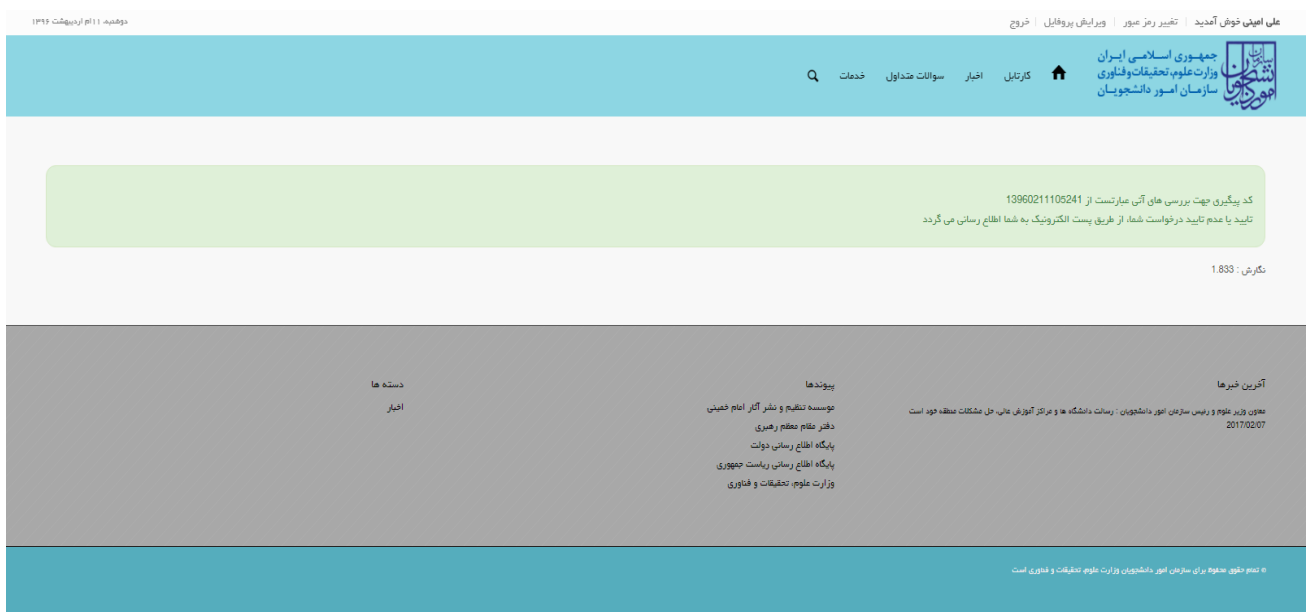 علی امینی خوش آمدید | تغییر رمز عبور | ویرایش پروفایل | خروج
دوشنبه، ۱۱ام اردیبهشت ۱۳۹۶
جمهوری اسلامی ایران
وزارت علوم، تحقیقات و فناوری
سازمان امور دانشجویان
کارتابل اخبار سوالات متداول خدمات
کد پیگیری جهت بررسی های آتی عبارتست از 13960211105241
تایید یا عدم تایید درخواست شما، از طریق پست الکترونیک به شما اطلاع رسانی می گردد
نگارش : 1.833
آخرین خبرها
معاون وزیر علوم و رئیس سازمان امور دانشجویان : رسالت دانشگاه ها و مراکز آموزش عالی، حل مشکلات منطقه خود است
2017/02/07
پیوندها
موسسه تنظیم و نشر آثار امام خمینی
دفتر مقام معظم رهبری
پایگاه اطلاع رسانی دولت
پایگاه اطلاع رسانی ریاست جمهوری
وزارت علوم، تحقیقات و فناوری
دسته ها
اخبار
© تمام حقوق محفوظ برای سازمان امور دانشجویان وزارت علوم، تحقیقات و فناوری است